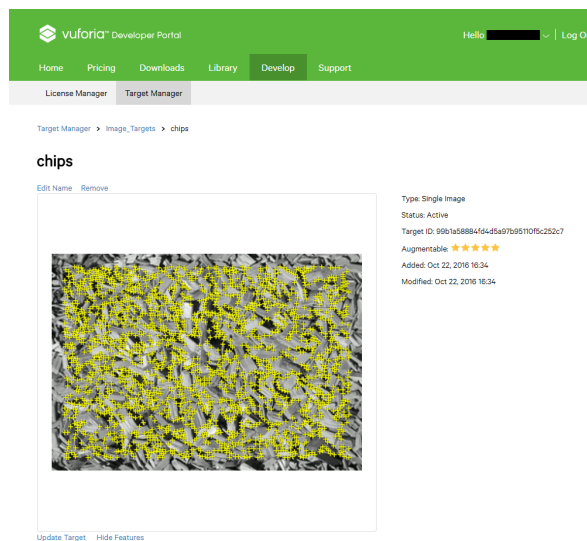 vuforia™ Developer Portal
Hello
Log O
Home Pricing Downloads Library Develop Support
License Manager Target Manager
Target Manager > Image_Targets > chips
chips
Edit Name Remove
Type: Single Image
Status: Active
Target ID: 99b1a58884fd4d5a97b95110f5c252c7
Augmentable:
Added: Oct 22, 2016 16:34
Modified: Oct 22, 2016 16:34
Update Target Hide Features